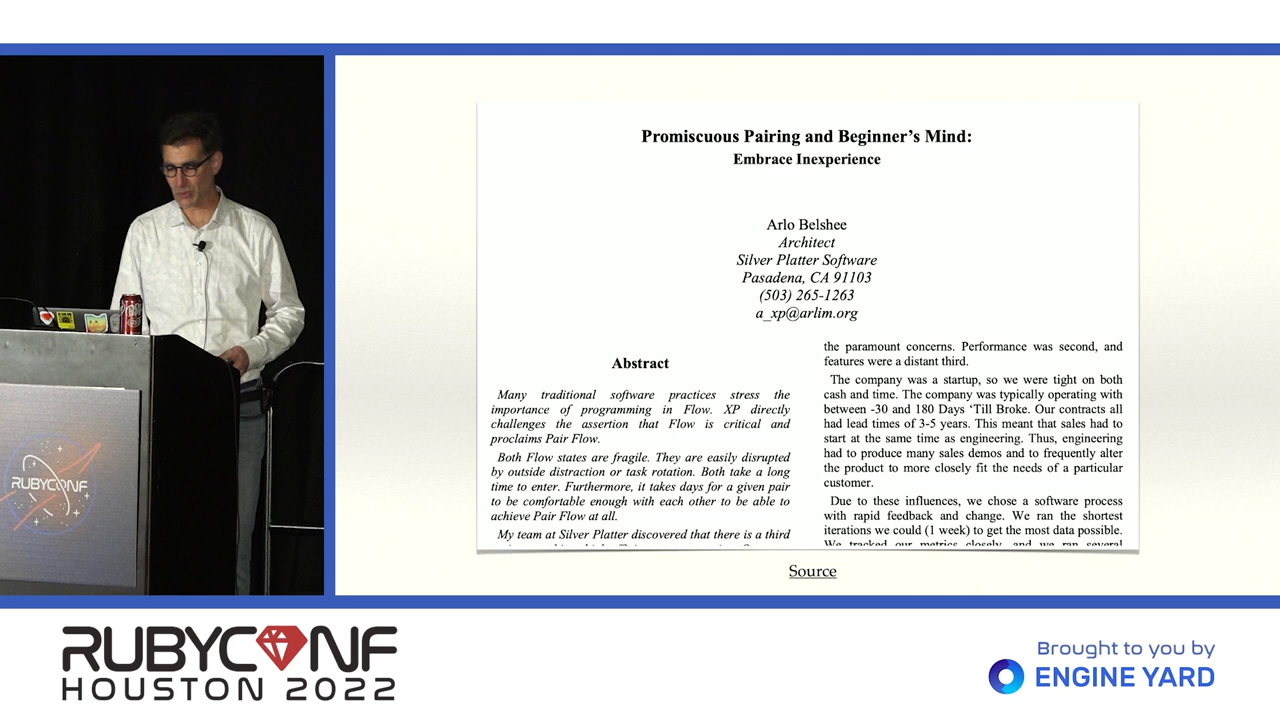 Promiscuous Pairing and Beginner's Mind:
Embrace Inexperience
Arlo Belshee
Architect
Silver Platter Software
Pasadena, CA 91103
(503) 265-1263
a_xp@arlim.org
Abstract
Many traditional software practices stress the
importance of programming in Flow. XP directly
challenges the assertion that Flow is critical and
proclaims Pair Flow.
Both Flow states are fragile. They are easily disrupted
by outside distraction or task rotation. Both take a long
time to enter. Furthermore, it takes days for a given pair
to be comfortable enough with each other to be able to
achieve Pair Flow at all.
My team at Silver Platter discovered that there is a third
the paramount concerns. Performance was second, and
features were a distant third.
The company was a startup, so we were tight on both
cash and time. The company was typically operating with
between -30 and 180 Days ‘Till Broke. Our contracts all
had lead times of 3-5 years. This meant that sales had to
start at the same time as engineering. Thus, engineering
had to produce many sales demos and to frequently alter
the product to more closely fit the needs of a particular
customer.
Due to these influences, we chose a software process
with rapid feedback and change. We ran the shortest
iterations we could (1 week) to get the most data possible.
We tracked our metrics closely, and we ran several
Source
RUBYCONF
RUBYCONF
HOUSTON 2022
Brought to you by
ENGINE YARD